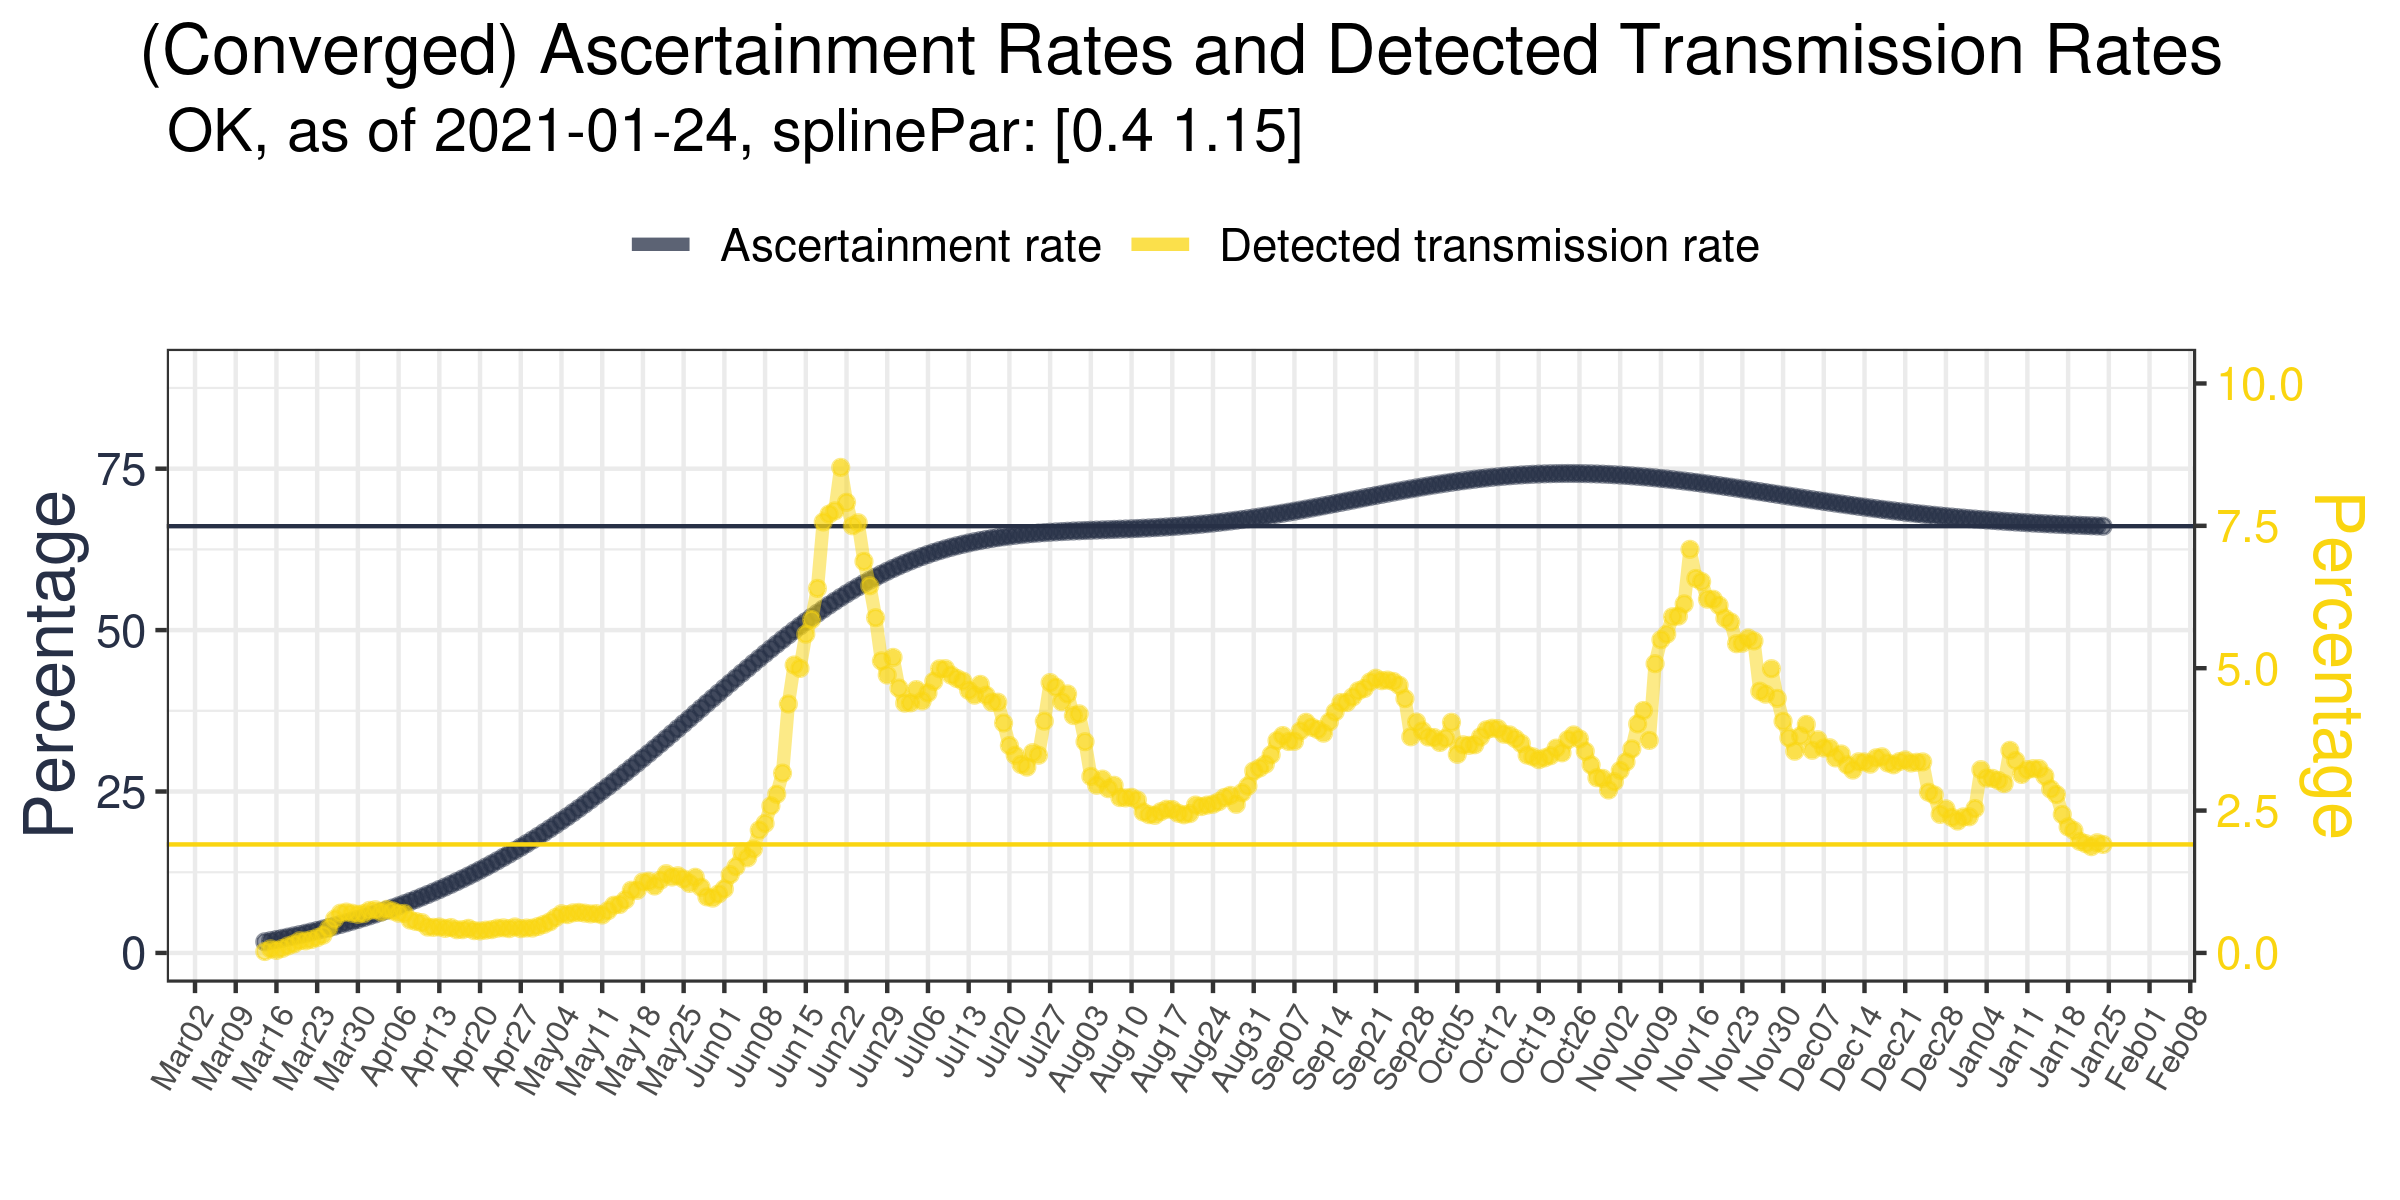 (Converged) Ascertainment Rates and Detected Transmission Rates
OK, as of 2021-01-24, splinePar: [0.4 1.15]
Ascertainment rate
Detected transmission rate
Percentage
75
50
25
0
10.0
7.5
5.0
2.5
0.0
Percentage
Mar02
Mar09
Mar16
Mar23
Mar30
Apr06
Apr13
Apr20
Apr27
May04
May11
May18
May25
Jun01
Jun08
Jun15
Jun22
Jun29
Jul06
Jul13
Jul20
Jul27
Aug03
Aug10
Aug17
Aug24
Aug31
Sep07
Sep14
Sep21
Sep28
Oct05
Oct12
Oct19
Oct26
Nov02
Nov09
Nov16
Nov23
Nov30
Dec07
Dec14
Dec21
Dec28
Jan04
Jan11
Jan18
Jan25
Feb01
Feb08